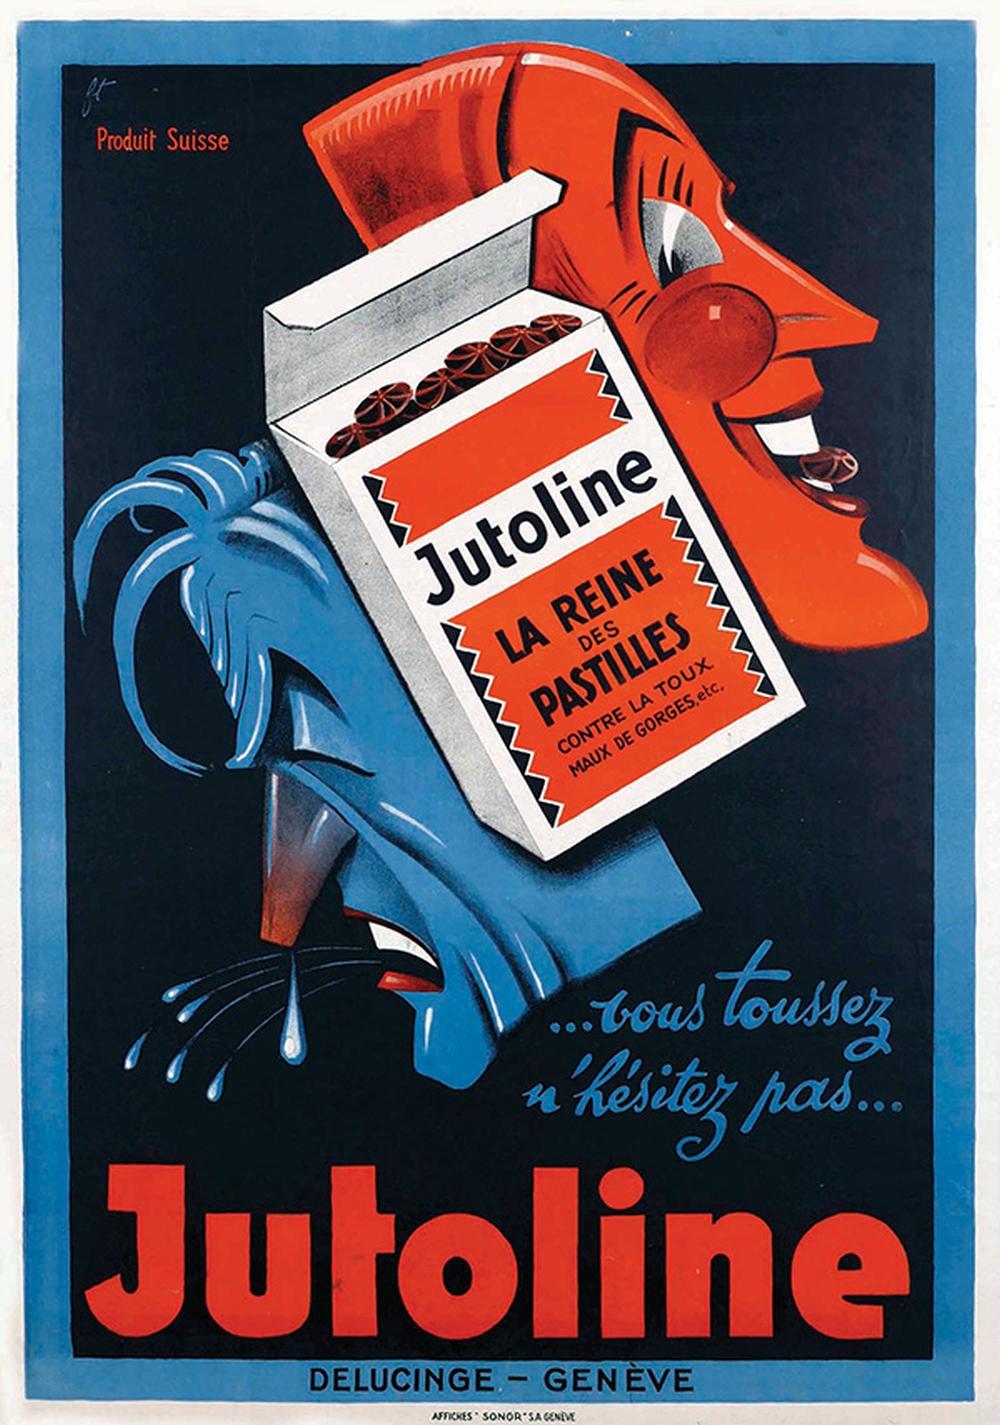 Produit Suisse
Jutoline
LA REINE
DES
PASTILLES
CONTRE LA TOUX.
MAUX DE GORGES, etc.
...vous toussez
n'hésitez pas...
Jutoline
DELUCINGE – GENÈVE
AFFICHES "SONOR" S.A. GENÈVE